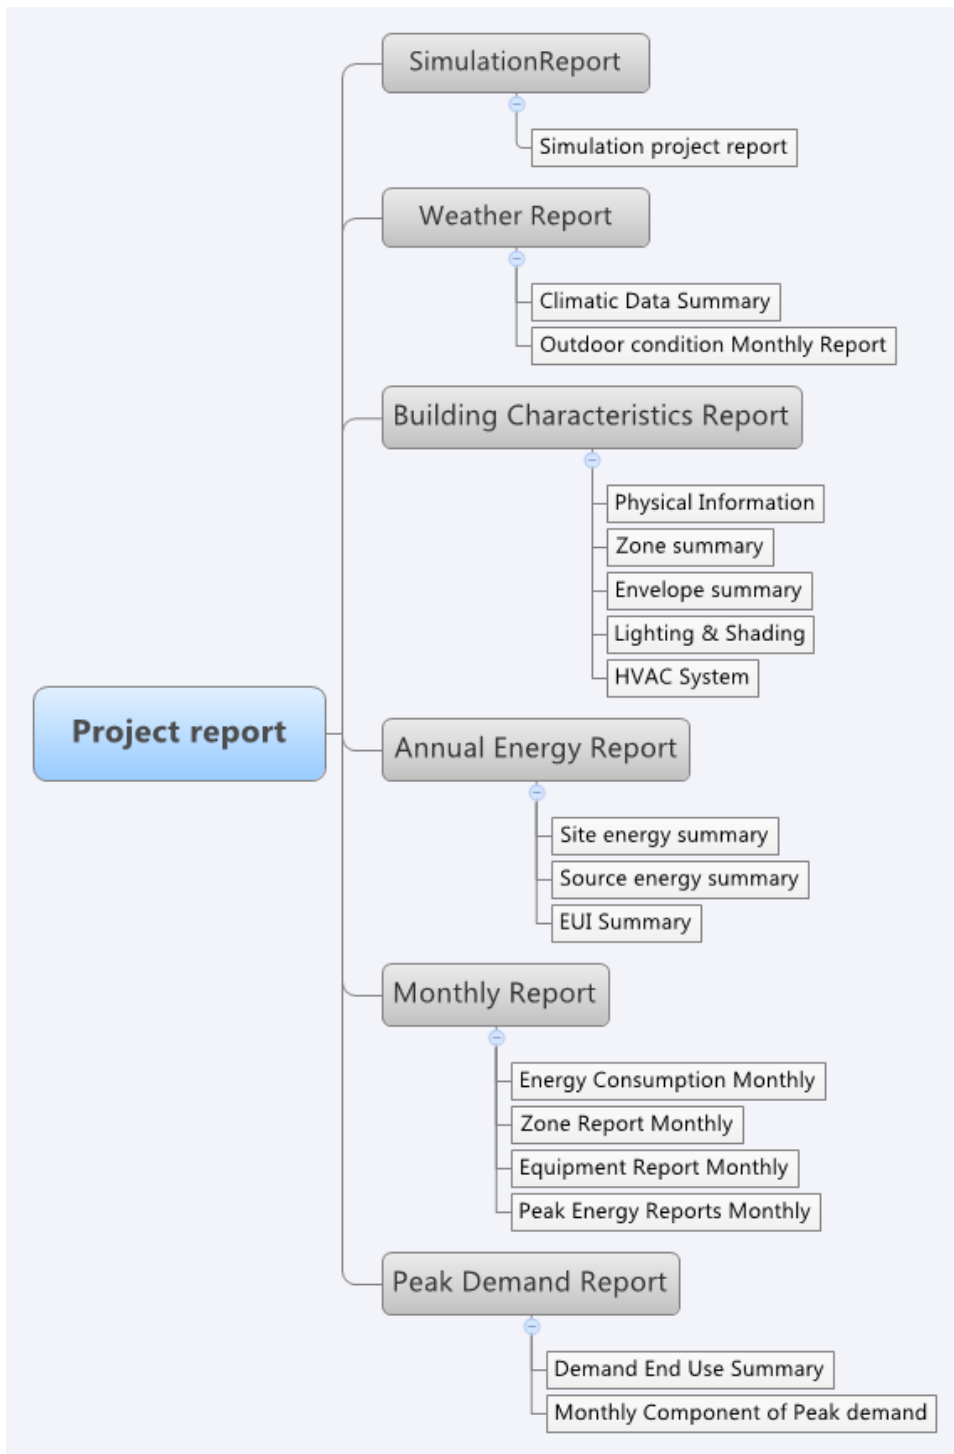 SimulationReport
Simulation project report
Weather Report
Climatic Data Summary
Outdoor condition Monthly Report
Building Characteristics Report
Physical Information
Zone summary
Envelope summary
Lighting & Shading
HVAC System
Project report
Annual Energy Report
Site energy summary
Source energy summary
EUI Summary
Monthly Report
Energy Consumption Monthly
Zone Report Monthly
Equipment Report Monthly
Peak Energy Reports Monthly
Peak Demand Report
Demand End Use Summary
Monthly Component of Peak demand